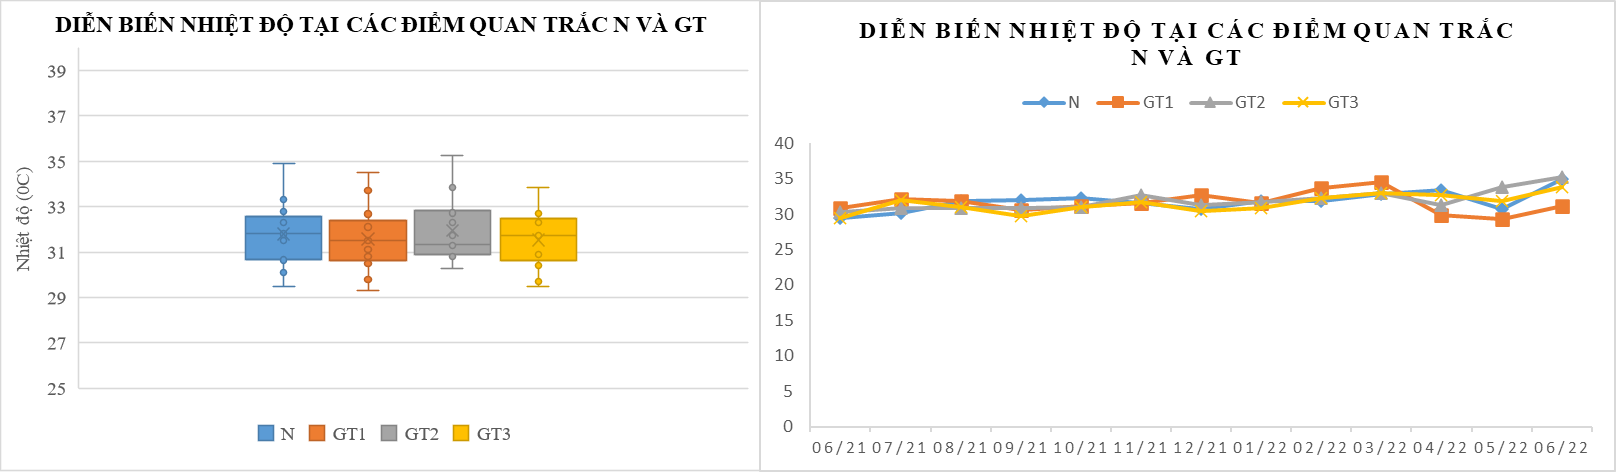 DIỄN BIẾN NHIỆT ĐỘ TẠI CÁC ĐIỂM QUAN TRẮC N VÀ GT
Nhiệt độ (0C)
39
37
35
33
31
29
27
25
N GT1 GT2 GT3
DIỄN BIẾN NHIỆT ĐỘ TẠI CÁC ĐIỂM QUAN TRẮC
N VÀ GT
N GT1 GT2 GT3
40
35
30
25
20
15
10
5
0
06/21 07/21 08/21 09/21 10/21 11/21 12/21 01/22 02/22 03/22 04/22 05/22 06/22